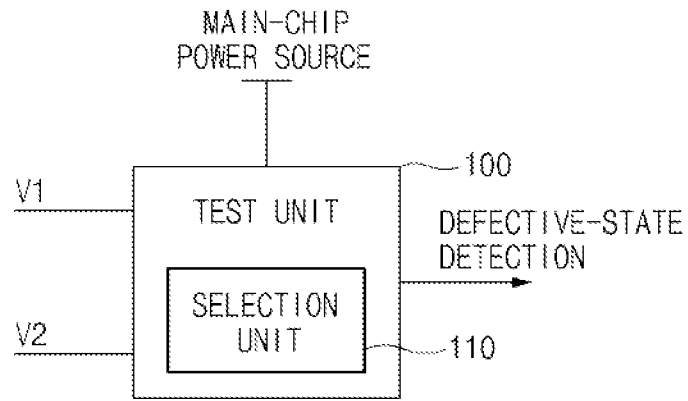 MAIN-CHIP
POWER SOURCE
100
V1
TEST UNIT
DEFECTIVE-STATE
DETECTION
SELECTION
UNIT
V2
110